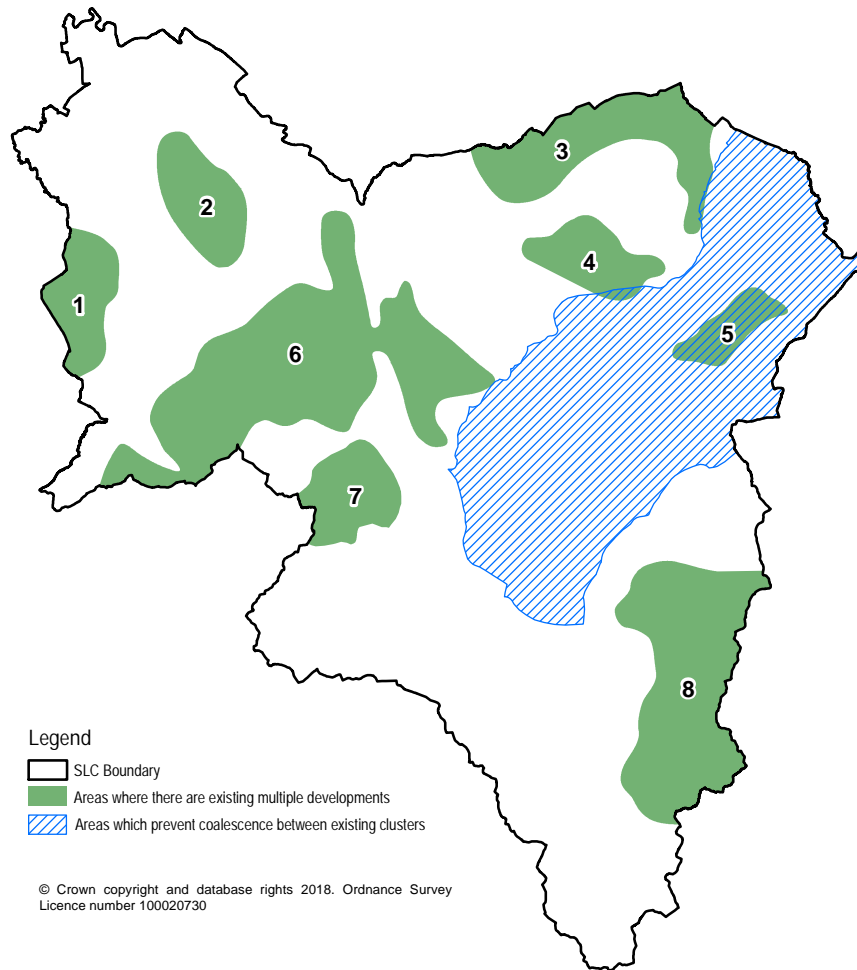 3
2
4
1
5
6
7
8
Legend
SLC Boundary
Areas where there are existing multiple developments
Areas which prevent coalescence between existing clusters
© Crown copyright and database rights 2018. Ordnance Survey
Licence number 100020730